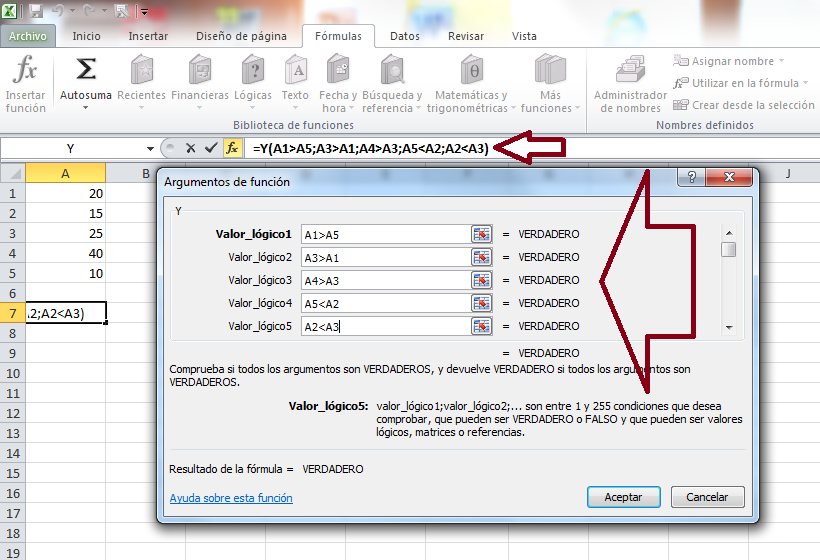 Archivo Inicio Insertar Diseño de página Fórmulas Datos Revisar Vista
Insertar función
Autosuma
Recientes
Financieras
Lógicas
Texto
Fecha y hora
Búsqueda y referencia
Matemáticas y trigonométricas
Más funciones
Biblioteca de funciones
Administrador de nombres
Asignar nombre
Utilizar en la fórmula
Crear desde la selección
Nombres definidos
Y fx =Y(A1>A5;A3>A1;A4>A3;A5<A2;A2<A3)
A B J
1 20
2 15
3 25
4 40
5 10
6
7 A2;A2<A3)
8
9
10
11
12
13
14
15
16
17
18
19
Argumentos de función
Y
Valor_lógico1 A1>A5 = VERDADERO
Valor_lógico2 A3>A1 = VERDADERO
Valor_lógico3 A4>A3 = VERDADERO
Valor_lógico4 A5<A2 = VERDADERO
Valor_lógico5 A2<A3 = VERDADERO
= VERDADERO
Comprueba si todos los argumentos son VERDADEROS, y devuelve VERDADERO si todos los argumentos son
VERDADEROS.
Valor_lógico5: valor_lógico1;valor_lógico2;... son entre 1 y 255 condiciones que desea
comprobar, que pueden ser VERDADERO o FALSO y que pueden ser valores
lógicos, matrices o referencias.
Resultado de la fórmula = VERDADERO
Ayuda sobre esta función
Aceptar Cancelar